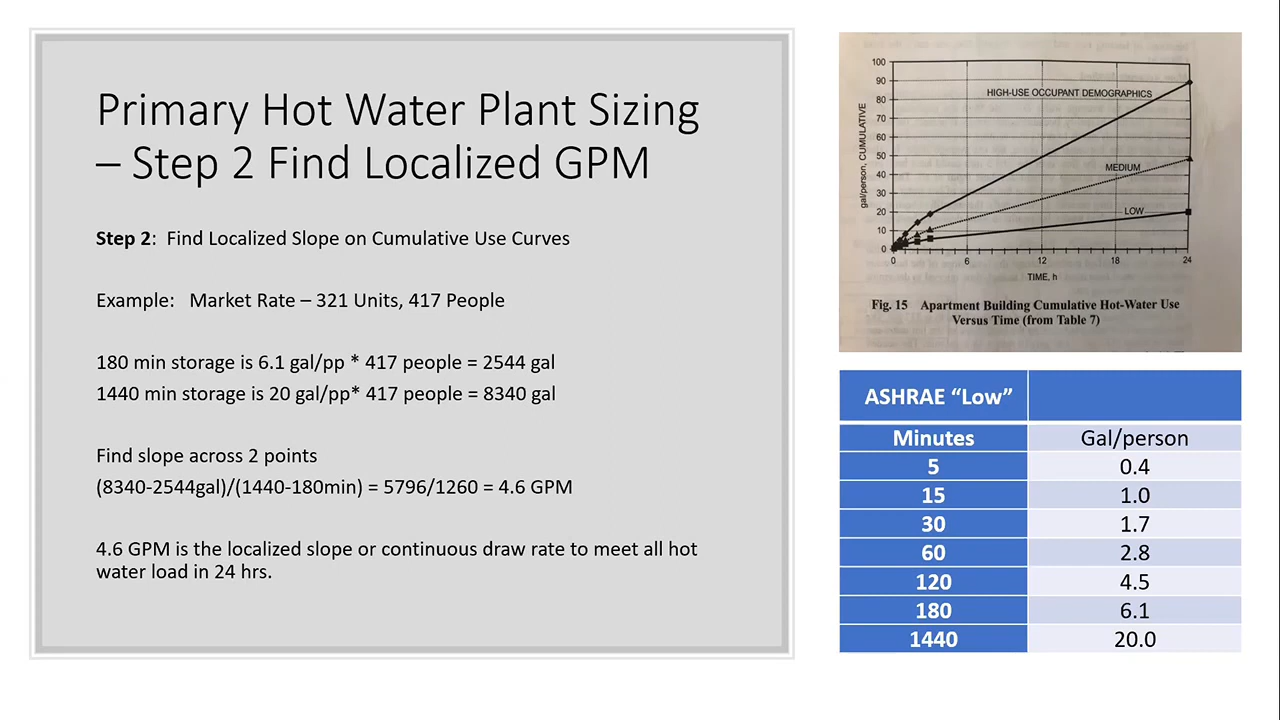 Primary Hot Water Plant Sizing
– Step 2 Find Localized GPM
Step 2:  Find Localized Slope on Cumulative Use Curves
Example:   Market Rate – 321 Units, 417 People
180 min storage is 6.1 gal/pp * 417 people = 2544 gal
1440 min storage is 20 gal/pp* 417 people = 8340 gal
Find slope across 2 points
(8340-2544gal)/(1440-180min) = 5796/1260 = 4.6 GPM
4.6 GPM is the localized slope or continuous draw rate to meet all hot
water load in 24 hrs.
gal/person, CUMULATIVE
100
90
80
70
60
50
40
30
20
10
0
HIGH-USE OCCUPANT DEMOGRAPHICS
MEDIUM
LOW
0 6 12 18 24
TIME, h
Fig. 15 Apartment Building Cumulative Hot-Water Use
Versus Time (from Table 7)
ASHRAE “Low”
Minutes Gal/person
5 0.4
15 1.0
30 1.7
60 2.8
120 4.5
180 6.1
1440 20.0